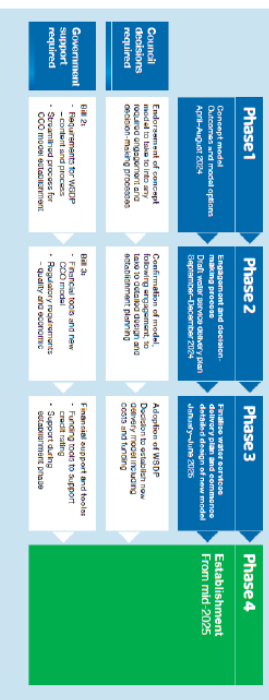 Phase 1
Concept model
Outcomes and model options
April–August 2024
Phase 2
Engagement and decision-
making process
Draft water service delivery plan
September–December 2024
Phase 3
Finalise water services
delivery plan and commence
detailed design of new model
January–June 2025
Phase 4
Establishment
From mid-2025
Council
decisions
required
Endorsement of concept
model to take to into any
required engagement and
decision-making processes
Confirmation of model,
following engagement, to
take to detailed design and
establishment planning
Adoption of WSDP
Decision to establish new
delivery model including
costs and funding
Government
support
required
Bill 2:
• Requirements for WSDP
– content and process
• Streamlined process for
CCO model establishment
Bill 3:
• Financial tools and new
CCO model
• Regulatory requirements
– quality and economic
Financial support and tools:
• Funding tools to support
credit rating
• Support during
establishment phase